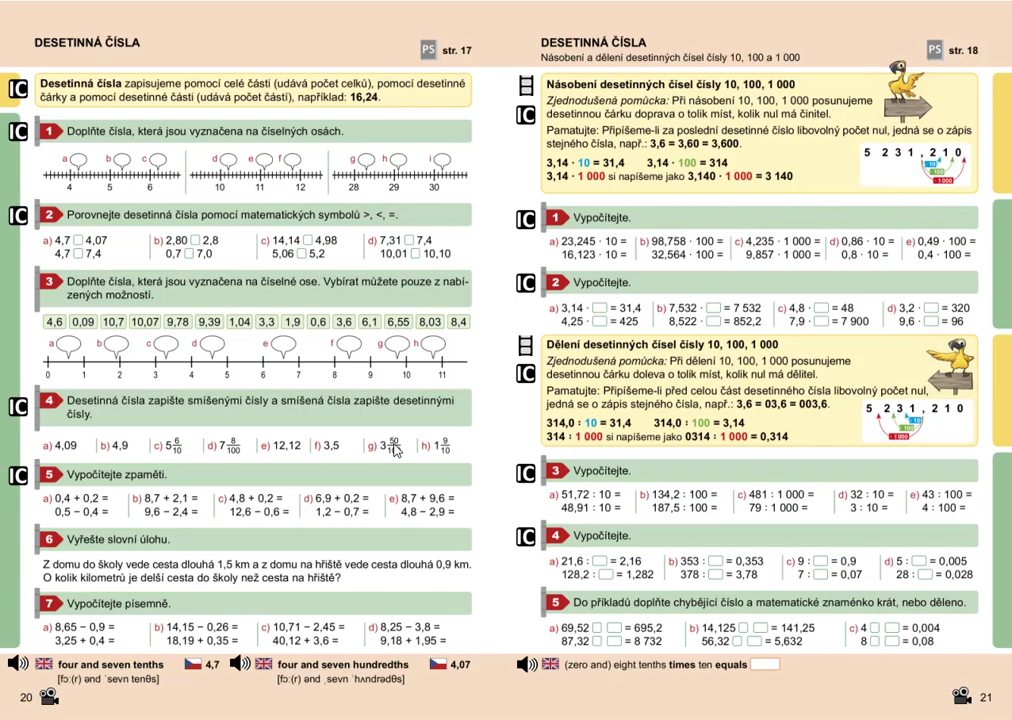 DESETINNÁ ČÍSLA
PS str. 17
Desetinná čísla zapisujeme pomocí celé části (udává počet celků), pomocí desetinné
čárky a pomocí desetinné části (udává počet částí), například: 16,24.
1 Doplňte čísla, která jsou vyznačena na číselných osách.
a b c d e f g h i
4 5 6 10 11 12 28 29 30
2 Porovnejte desetinná čísla pomocí matematických symbolů >, <, =.
a) 4,7 □ 4,07 b) 2,80 □ 2,8 c) 14,14 □ 4,98 d) 7,31 □ 7,4
4,7 □ 7,4 0,7 □ 7,0 5,06 □ 5,2 10,01 □ 10,10
3 Doplňte čísla, která jsou vyznačena na číselné ose. Vybírat můžete pouze z nabí-
zených možností.
4,6 0,09 10,7 10,07 9,78 9,39 1,04 3,3 1,9 0,6 3,6 6,1 6,55 8,03 8,4
a b c d e f g h
0 1 2 3 4 5 6 7 8 9 10 11
4 Desetinná čísla zapište smíšenými čísly a smíšená čísla zapište desetinnými
čísly.
a) 4,09 b) 4,9 c) 5 6/10 d) 7 8/100 e) 12,12 f) 3,5 g) 3 50/ h) 1 9/10
5 Vypočítejte zpaměti.
a) 0,4 + 0,2 = b) 8,7 + 2,1 = c) 4,8 + 0,2 = d) 6,9 + 0,2 = e) 8,7 + 9,6 =
0,5 − 0,4 = 9,6 − 2,4 = 12,6 − 0,6 = 1,2 − 0,7 = 4,8 − 2,9 =
6 Vyřešte slovní úlohu.
Z domu do školy vede cesta dlouhá 1,5 km a z domu na hřiště vede cesta dlouhá 0,9 km.
O kolik kilometrů je delší cesta do školy než cesta na hřiště?
7 Vypočítejte písemně.
a) 8,65 − 0,9 = b) 14,15 − 0,26 = c) 10,71 − 2,45 = d) 8,25 − 3,8 =
3,25 + 0,4 = 18,19 + 0,35 = 40,12 + 3,6 = 9,18 + 1,95 =
four and seven tenths 4,7 four and seven hundredths 4,07
[fɔː(r) ənd ˈsevn tenθs] [fɔː(r) ənd ˌsevn ˈhʌndrədθs]
20
DESETINNÁ ČÍSLA
Násobení a dělení desetinných čísel čísly 10, 100 a 1 000
PS str. 18
Násobení desetinných čísel čísly 10, 100, 1 000
Zjednodušená pomůcka: Při násobení 10, 100, 1 000 posunujeme
desetinnou čárku doprava o tolik míst, kolik nul má činitel.
Pamatujte: Připíšeme-li za poslední desetinné číslo libovolný počet nul, jedná se o zápis
stejného čísla, např.: 3,6 = 3,60 = 3,600.
3,14 · 10 = 31,4 3,14 · 100 = 314
3,14 · 1 000 si napíšeme jako 3,140 · 1 000 = 3 140
5 2 3 1 , 2 1 0
· 10
· 100
· 1 000
1 Vypočítejte.
a) 23,245 · 10 = b) 98,758 · 100 = c) 4,235 · 1 000 = d) 0,86 · 10 = e) 0,49 · 100 =
16,123 · 10 = 32,564 · 100 = 9,857 · 1 000 = 0,8 · 10 = 0,4 · 100 =
2 Vypočítejte.
a) 3,14 · □ = 31,4 b) 7,532 · □ = 7 532 c) 4,8 · □ = 48 d) 3,2 · □ = 320
4,25 · □ = 425 8,522 · □ = 852,2 7,9 · □ = 7 900 9,6 · □ = 96
Dělení desetinných čísel čísly 10, 100, 1 000
Zjednodušená pomůcka: Při dělení 10, 100, 1 000 posunujeme
desetinnou čárku doleva o tolik míst, kolik nul má dělitel.
Pamatujte: Připíšeme-li před celou část desetinného čísla libovolný počet nul,
jedná se o zápis stejného čísla, např.: 3,6 = 03,6 = 003,6.
314,0 : 10 = 31,4 314,0 : 100 = 3,14
314 : 1 000 si napíšeme jako 0314 : 1 000 = 0,314
5 2 3 1 , 2 1 0
: 10
: 100
: 1 000
3 Vypočítejte.
a) 51,72 : 10 = b) 134,2 : 100 = c) 481 : 1 000 = d) 32 : 10 = e) 43 : 100 =
48,91 : 10 = 187,5 : 100 = 79 : 1 000 = 3 : 10 = 4 : 100 =
4 Vypočítejte.
a) 21,6 : □ = 2,16 b) 353 : □ = 0,353 c) 9 : □ = 0,9 d) 5 : □ = 0,005
128,2 : □ = 1,282 378 : □ = 3,78 7 : □ = 0,07 28 : □ = 0,028
5 Do příkladů doplňte chybějící číslo a matematické znaménko krát, nebo děleno.
a) 69,52 □ □ = 695,2 b) 14,125 □ □ = 141,25 c) 4 □ □ = 0,004
87,32 □ □ = 8 732 56,32 □ □ = 5,632 8 □ □ = 0,08
(zero and) eight tenths times ten equals
21